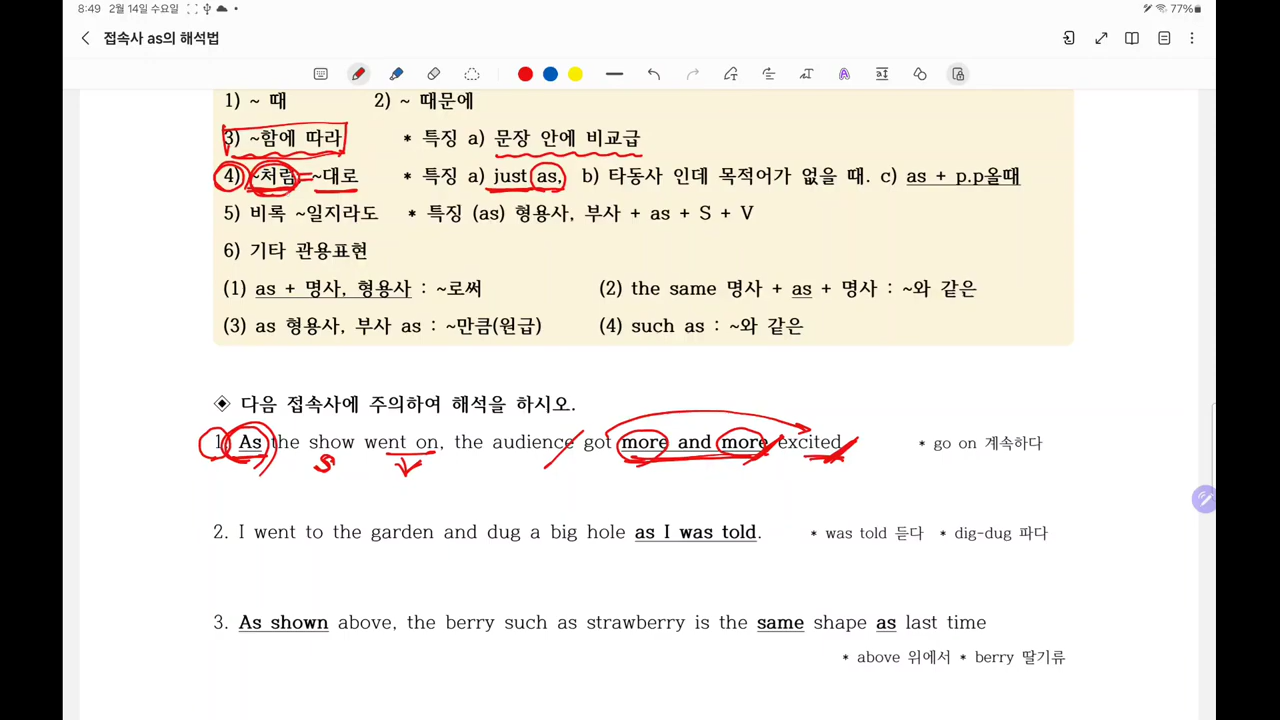 8:49 2월 14일 수요일 77%
접속사 as의 해석법
1) ~ 때 2) ~ 때문에
3) ~함에 따라 * 특징 a) 문장 안에 비교급
4) ~처럼=~대로 * 특징 a) just as, b) 타동사 인데 목적어가 없을 때. c) as + p.p올때
5) 비록 ~일지라도 * 특징 (as) 형용사, 부사 + as + S + V
6) 기타 관용표현
(1) as + 명사, 형용사 : ~로써 (2) the same 명사 + as + 명사 : ~와 같은
(3) as 형용사, 부사 as : ~만큼(원급) (4) such as : ~와 같은
◈ 다음 접속사에 주의하여 해석을 하시오.
1. As the show went on, the audience got more and more excited. * go on 계속하다
S V
2. I went to the garden and dug a big hole as I was told. * was told 듣다 * dig-dug 파다
3. As shown above, the berry such as strawberry is the same shape as last time
* above 위에서 * berry 딸기류